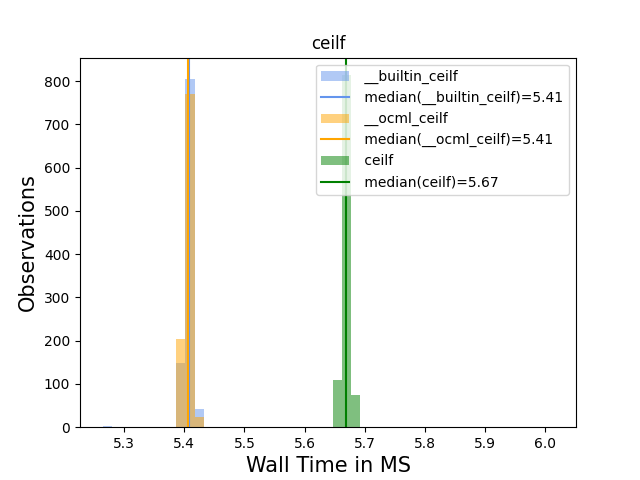 ceilf
800
700
600
500
400
300
200
100
0
Observations
__builtin_ceilf
median(__builtin_ceilf)=5.41
__ocml_ceilf
median(__ocml_ceilf)=5.41
ceilf
median(ceilf)=5.67
5.3 5.4 5.5 5.6 5.7 5.8 5.9 6.0
Wall Time in MS